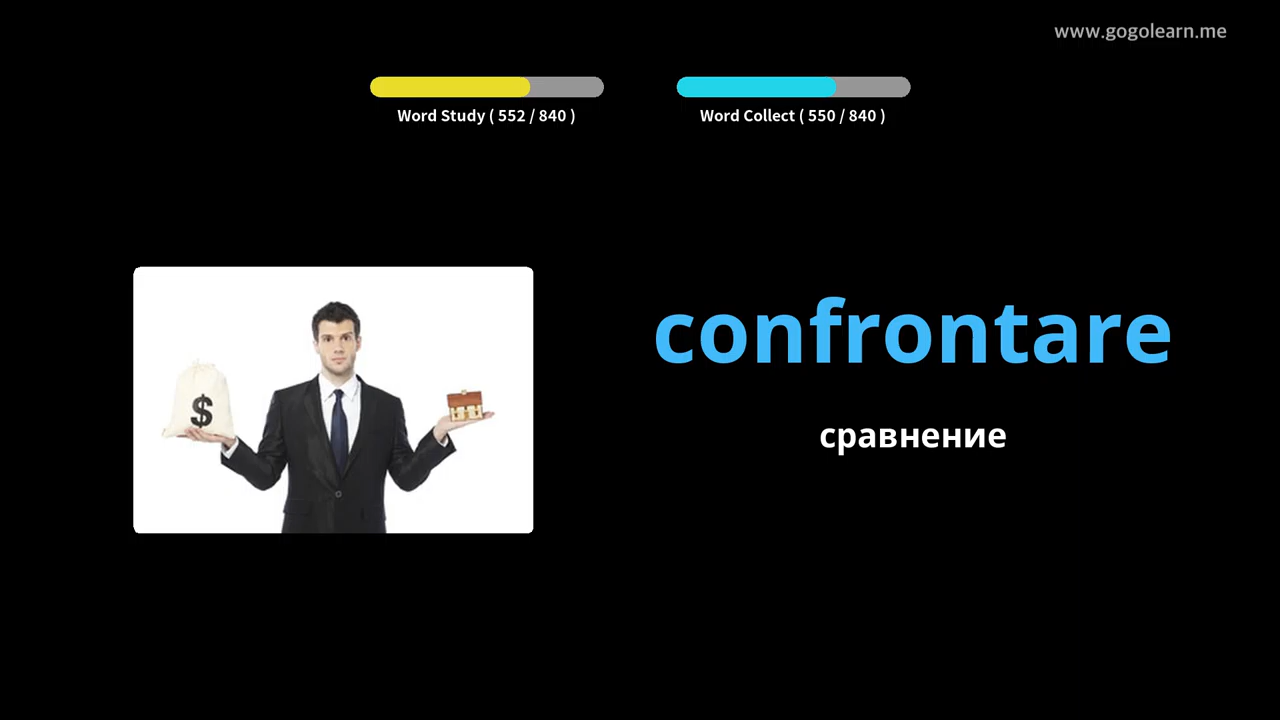 www.gogolearn.me
Word Study ( 552 / 840 )
Word Collect ( 550 / 840 )
$
confrontare
сравнение